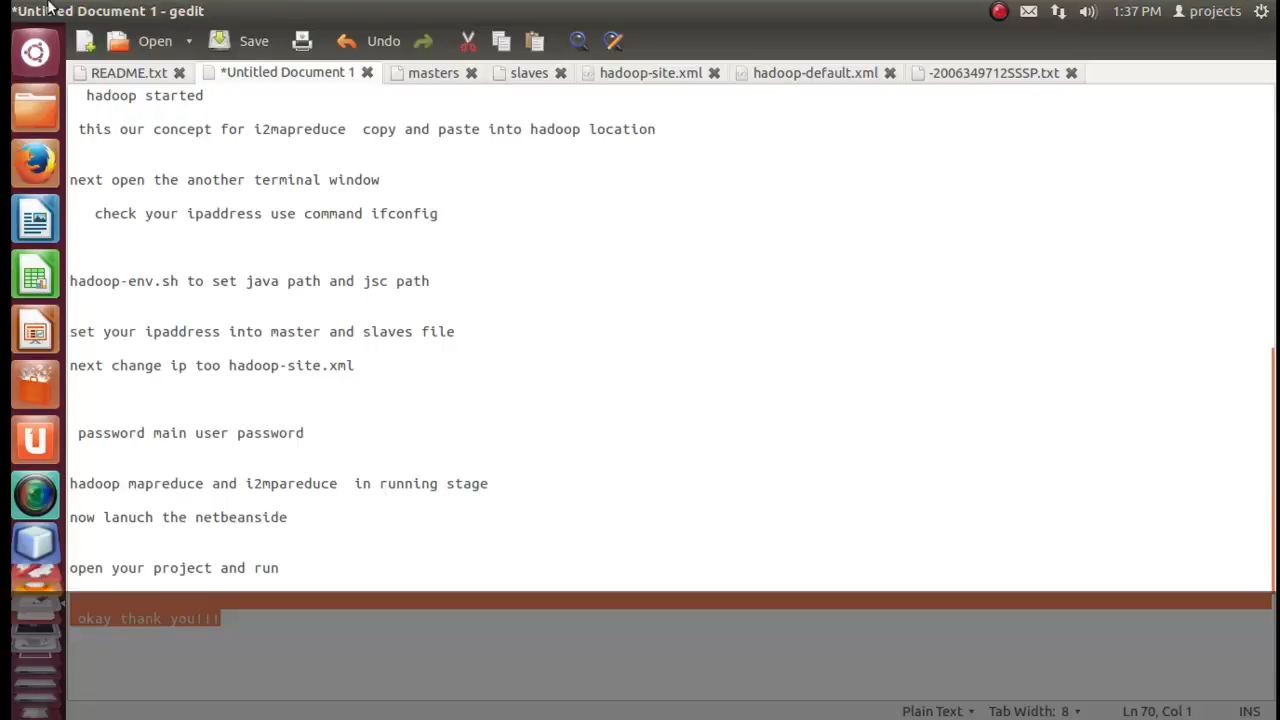 *Untitled Document 1 - gedit
1:37 PM
projects
Open
Save
Undo
README.txt
*Untitled Document 1
masters
slaves
hadoop-site.xml
hadoop-default.xml
-2006349712SSSP.txt
hadoop started
this our concept for i2mapreduce  copy and paste into hadoop location
next open the another terminal window
check your ipaddress use command ifconfig
hadoop-env.sh to set java path and jsc path
set your ipaddress into master and slaves file
next change ip too hadoop-site.xml
password main user password
hadoop mapreduce and i2mpareduce  in running stage
now lanuch the netbeanside
open your project and run
okay thank you!!!
Plain Text
Tab Width: 8
Ln 70, Col 1
INS